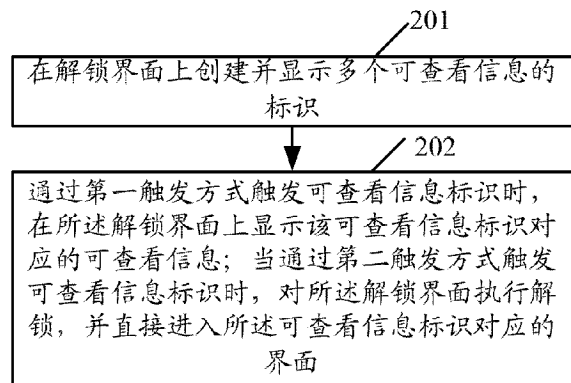 201
在解锁界面上创建并显示多个可查看信息的
标识
202
通过第一触发方式触发可查看信息标识时，
在所述解锁界面上显示该可查看信息标识对
应的可查看信息；当通过第二触发方式触发
可查看信息标识时，对所述解锁界面执行解
锁，并直接进入所述可查看信息标识对应的
界面